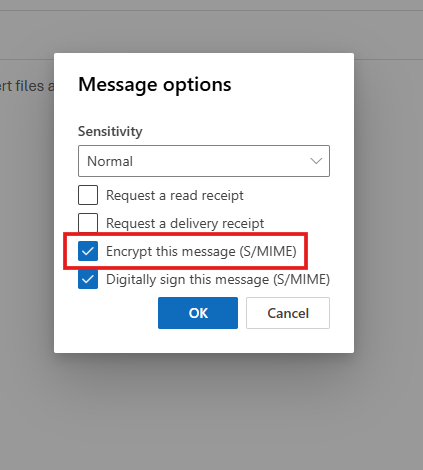 ert files a
Message options
Sensitivity
Normal
Request a read receipt
Request a delivery receipt
Encrypt this message (S/MIME)
Digitally sign this message (S/MIME)
OK Cancel